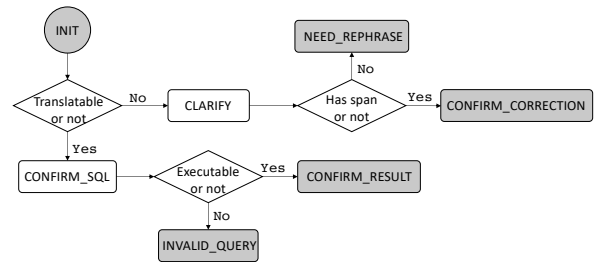 INIT
NEED_REPHRASE
No
Translatable
or not
No
CLARIFY
Has span
or not
Yes
CONFIRM_CORRECTION
Yes
CONFIRM_SQL
Executable
or not
Yes
CONFIRM_RESULT
No
INVALID_QUERY